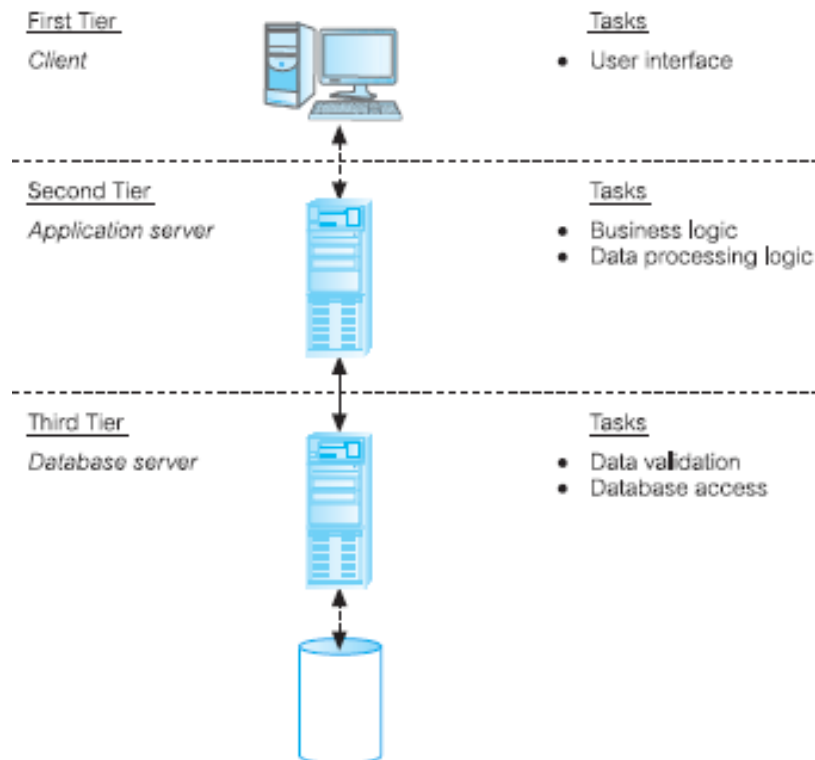 First Tier
Tasks
Client
• User interface
Second Tier
Tasks
Application server
• Business logic
• Data processing logic
Third Tier
Tasks
Database server
• Data validation
• Database access